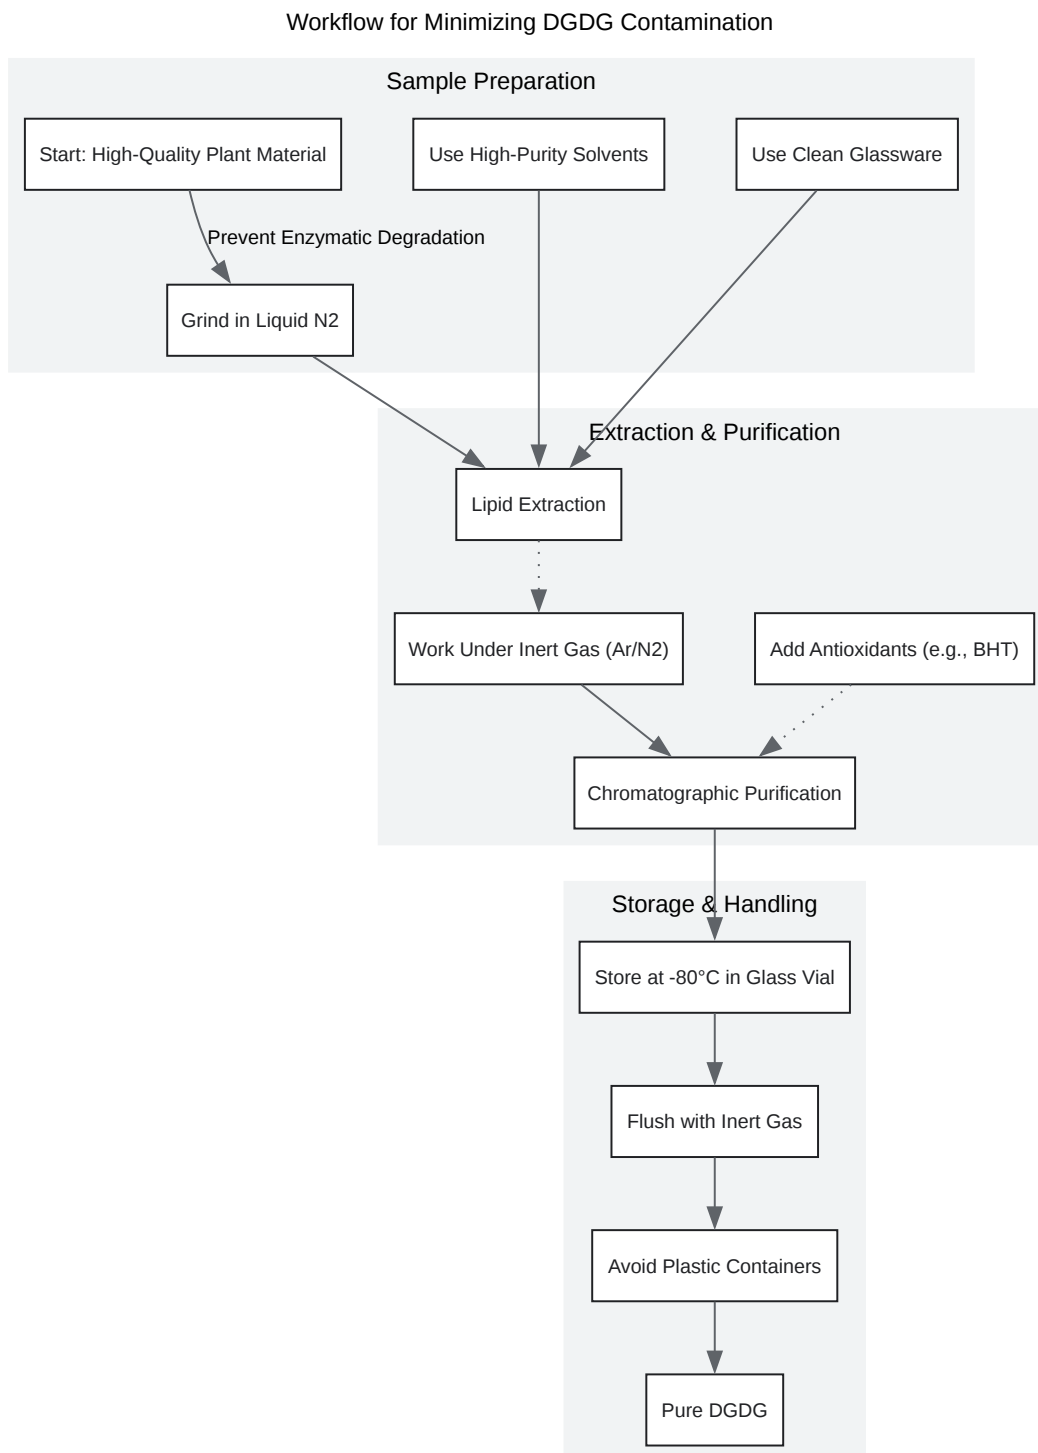 Workflow for Minimizing DGDG Contamination
Sample Preparation
Start: High-Quality Plant Material
Use High-Purity Solvents
Use Clean Glassware
Prevent Enzymatic Degradation
Grind in Liquid N2
Extraction & Purification
Lipid Extraction
Work Under Inert Gas (Ar/N2)
Add Antioxidants (e.g., BHT)
Chromatographic Purification
Storage & Handling
Store at -80°C in Glass Vial
Flush with Inert Gas
Avoid Plastic Containers
Pure DGDG